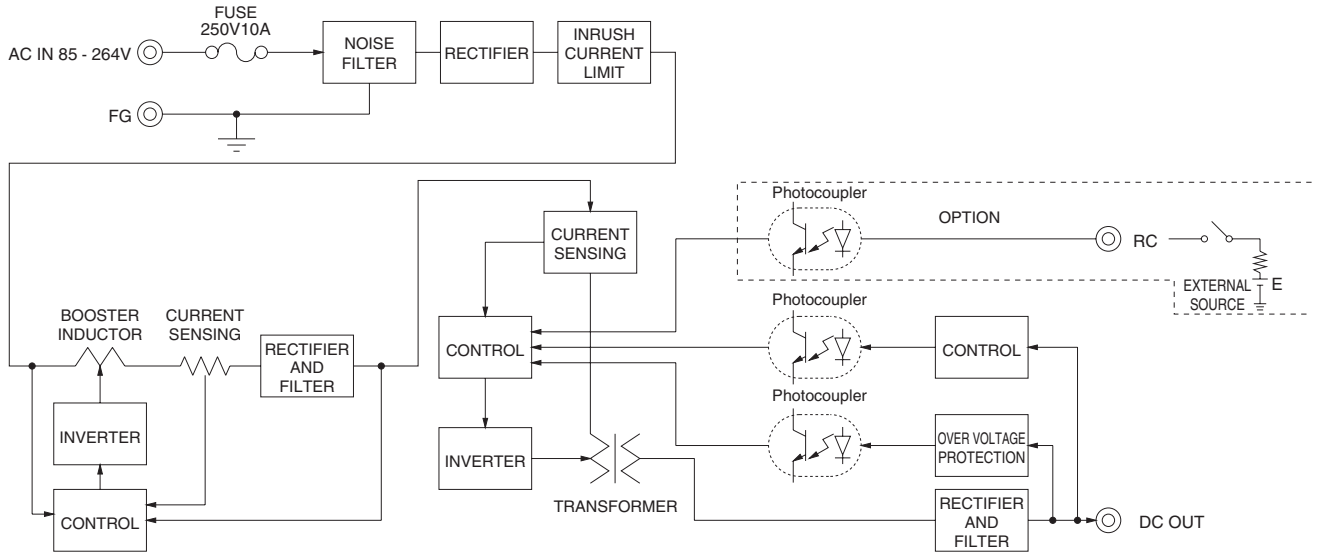 FUSE
250V10A
AC IN 85 - 264V
NOISE
FILTER
RECTIFIER
INRUSH
CURRENT
LIMIT
FG
Photocoupler
OPTION
RC
EXTERNAL
SOURCE
E
CURRENT
SENSING
BOOSTER
INDUCTOR
CURRENT
SENSING
RECTIFIER
AND
FILTER
CONTROL
Photocoupler
CONTROL
Photocoupler
INVERTER
INVERTER
OVER VOLTAGE
PROTECTION
CONTROL
TRANSFORMER
RECTIFIER
AND
FILTER
DC OUT